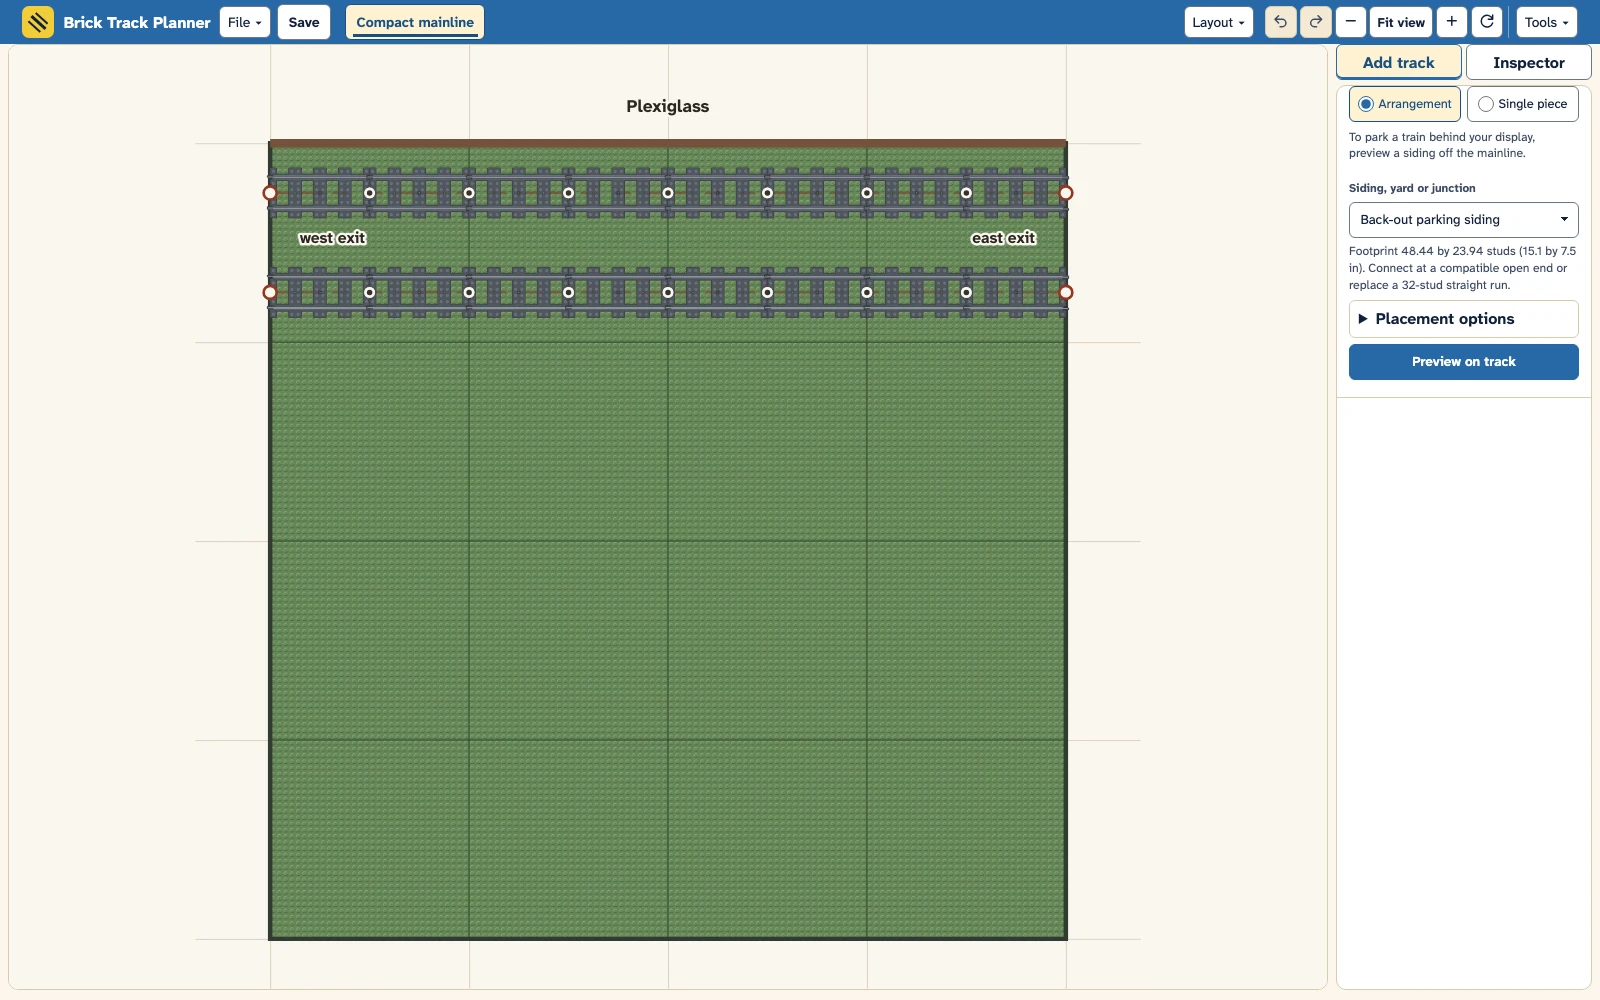 Brick Track Planner
File
Save
Compact mainline
Layout
Fit view
Tools
Add track
Inspector
Arrangement
Single piece
To park a train behind your display,
preview a siding off the mainline.
Siding, yard or junction
Back-out parking siding
Footprint 48.44 by 23.94 studs (15.1 by 7.5
in). Connect at a compatible open end or
replace a 32-stud straight run.
Placement options
Preview on track
Plexiglass
west exit
east exit